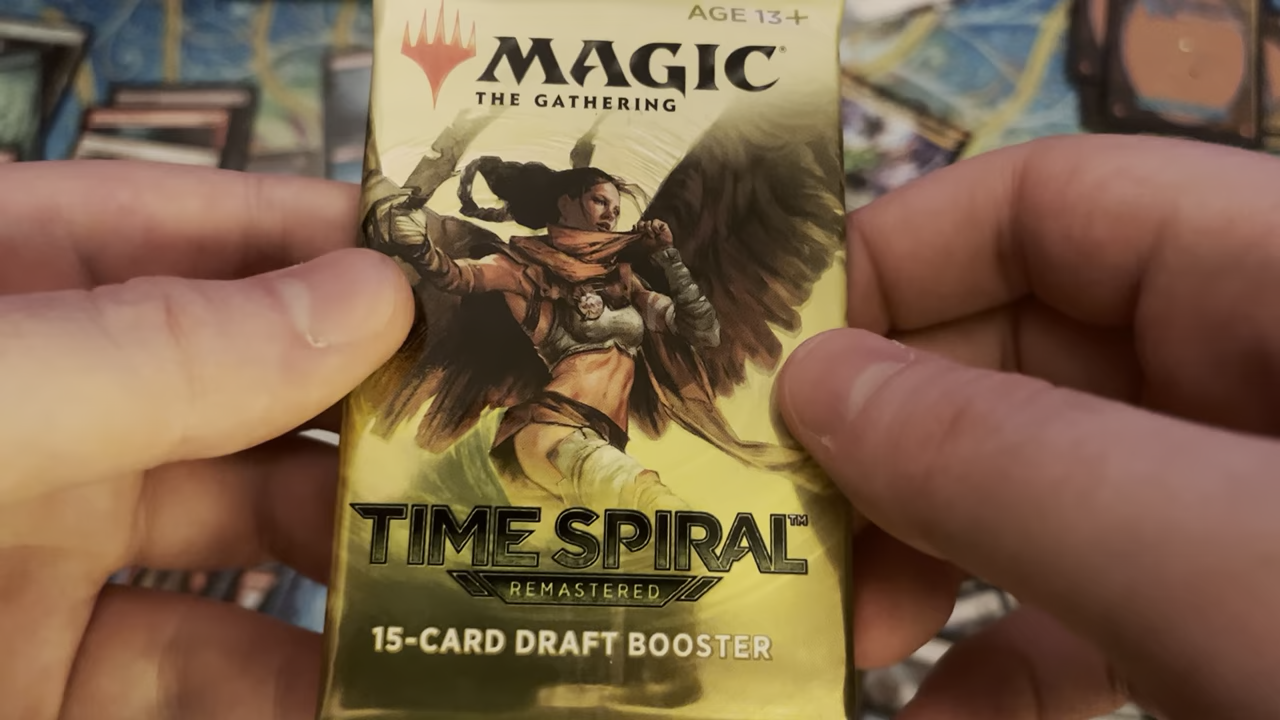 AGE 13+
MAGIC®
THE GATHERING
TIME SPIRAL™
REMASTERED
15-CARD DRAFT BOOSTER